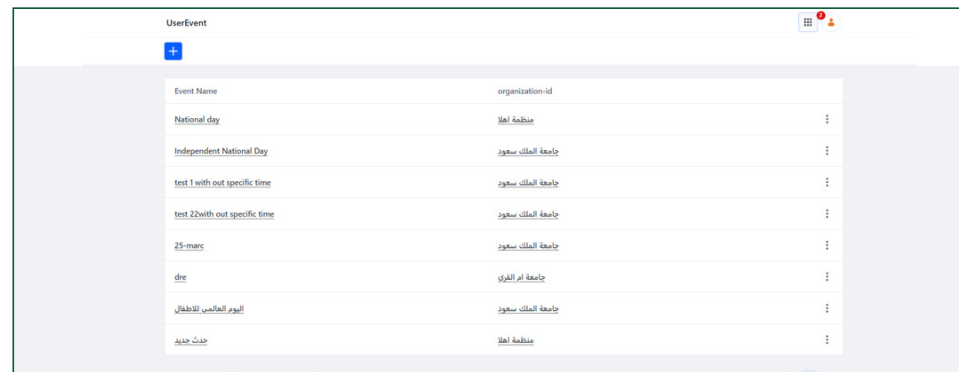 UserEvent
2
+
Event Name organization-id
National day منظمة اهلا
Independent National Day جامعة الملك سعود
test 1 with out specific time جامعة الملك سعود
test 22with out specific time جامعة الملك سعود
25-marc جامعة الملك سعود
dre جامعة ام القرى
اليوم العالمي للاطفال جامعة الملك سعود
حدث جديد منظمة اهلا